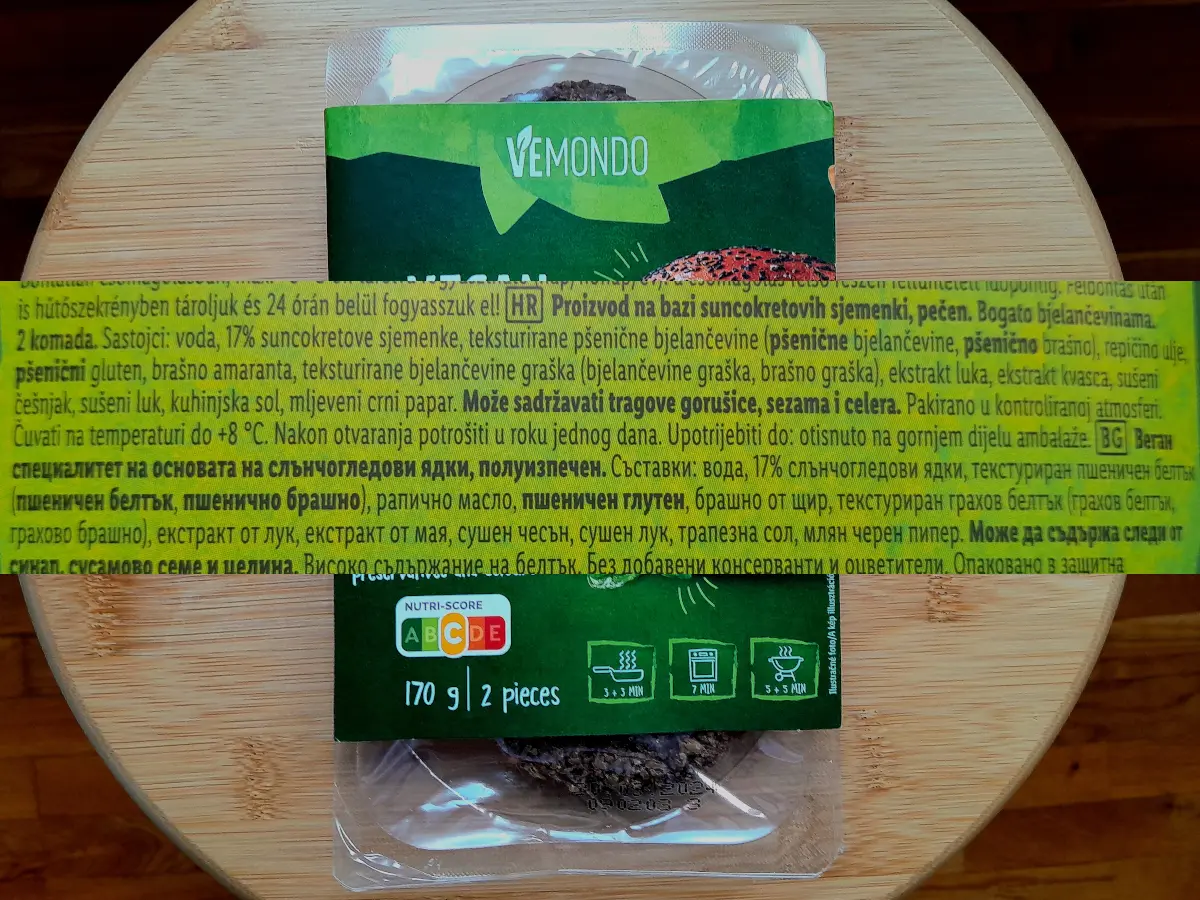 VEMONDO
VEGAN
is hűtőszekrényben tároljuk és 24 órán belül fogyasszuk el! HR Proizvod na bazi suncokretovih sjemenki, pečen. Bogato bjelančevinama.
2 komada. Sastojci: voda, 17% suncokretove sjemenke, teksturirane pšenične bjelančevine (pšenične bjelančevine, pšenično brašno), repičino ulje,
pšenični gluten, brašno amaranta, teksturirane bjelančevine graška (bjelančevine graška, brašno graška), ekstrakt luka, ekstrakt kvasca, sušeni
češnjak, sušeni luk, kuhinjska sol, mljeveni crni papar. Može sadržavati tragove gorušice, sezama i celera. Pakirano u kontroliranoj atmosferi.
Čuvati na temperaturi do +8 °C. Nakon otvaranja potrošiti u roku jednog dana. Upotrijebiti do: otisnuto na gornjem dijelu ambalaže. BG Веган
специалитет на основата на слънчогледови ядки, полуизпечен. Съставки: вода, 17% слънчогледови ядки, текстуриран пшеничен белтък
(пшеничен белтък, пшенично брашно), рапично масло, пшеничен глутен, брашно от щир, текстуриран грахов белтък (грахов белтък,
грахово брашно), екстракт от лук, екстракт от мая, сушен чесън, сушен лук, трапезна сол, млян черен пипер. Може да съдържа следи от
синап, сусамово семе и целина. Високо съдържание на белтък. Без добавени консерванти и оцветители. Опаковано в защитна
NUTRI-SCORE
A B C D E
170 g | 2 pieces
3 + 3 MIN
7 MIN
5 + 5 MIN
Ilustračné foto/A kép illusztráció
090203 3